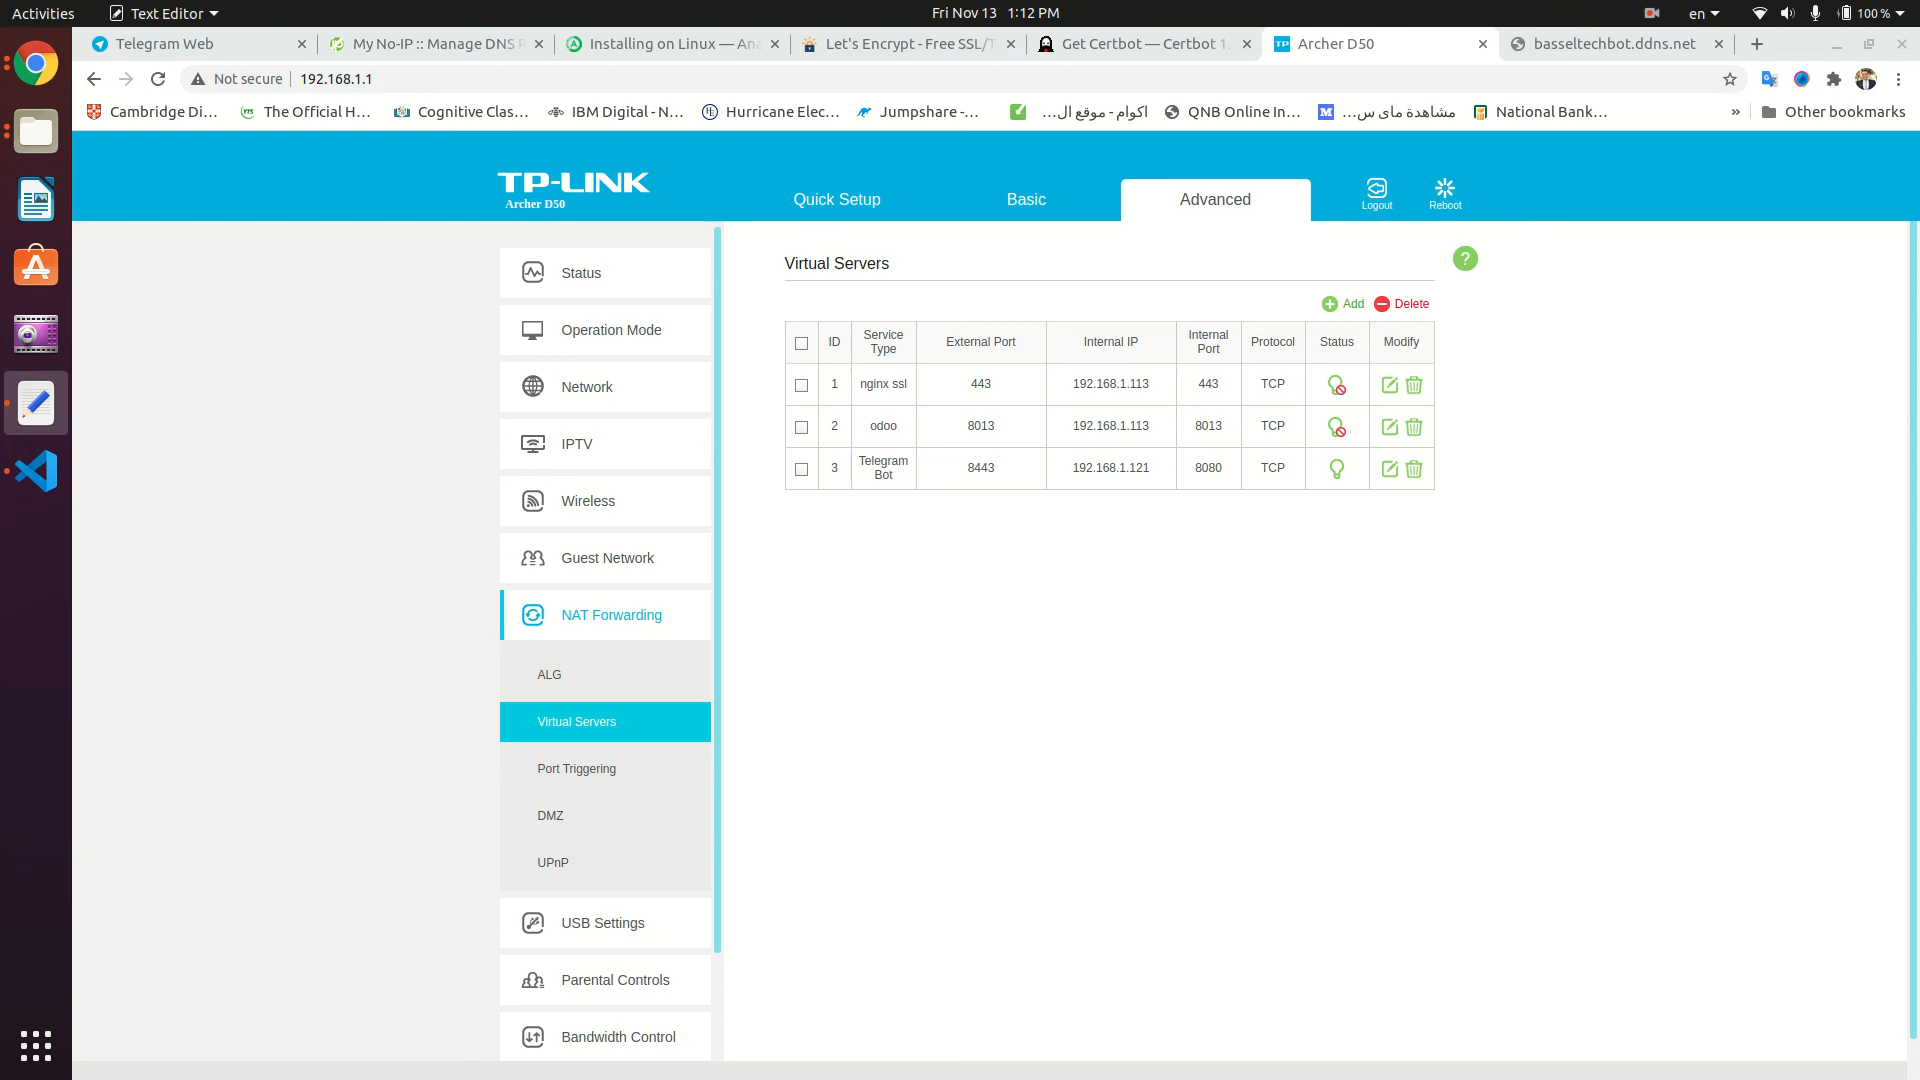 Activities Text Editor Fri Nov 13 1:12 PM en 100 %
Telegram Web My No-IP :: Manage DNS R Installing on Linux — Ana Let's Encrypt - Free SSL/T Get Certbot — Certbot 1. Archer D50 basseltechbot.ddns.net
Not secure 192.168.1.1
Cambridge Di... The Official H... Cognitive Clas... IBM Digital - N... Hurricane Elec... Jumpshare -... اكوام - موقع ال... QNB Online In... مشاهدة ماى س... National Bank... » Other bookmarks
TP-LINK
Archer D50
Quick Setup Basic Advanced Logout Reboot
Status
Operation Mode
Network
IPTV
Wireless
Guest Network
NAT Forwarding
ALG
Virtual Servers
Port Triggering
DMZ
UPnP
USB Settings
Parental Controls
Bandwidth Control
Virtual Servers
?
Add Delete
ID Service Type External Port Internal IP Internal Port Protocol Status Modify
1 nginx ssl 443 192.168.1.113 443 TCP
2 odoo 8013 192.168.1.113 8013 TCP
3 Telegram Bot 8443 192.168.1.121 8080 TCP